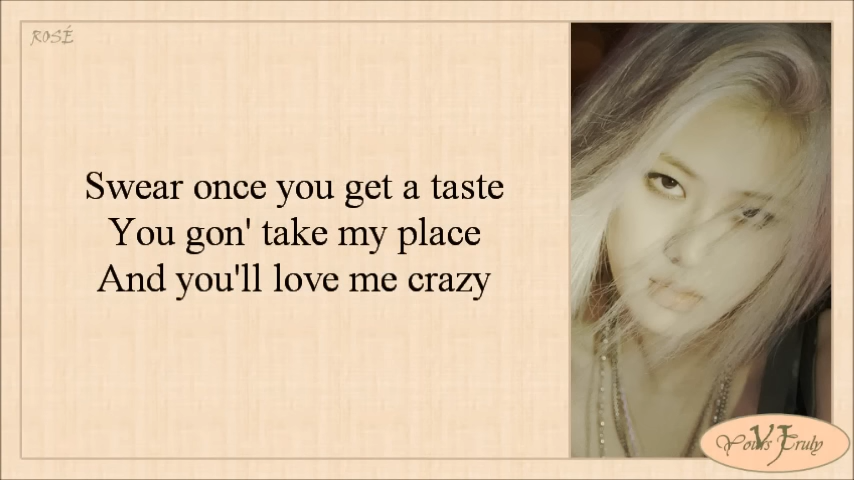 ROSÉ
Swear once you get a taste
You gon' take my place
And you'll love me crazy
Yours Truly
VJ